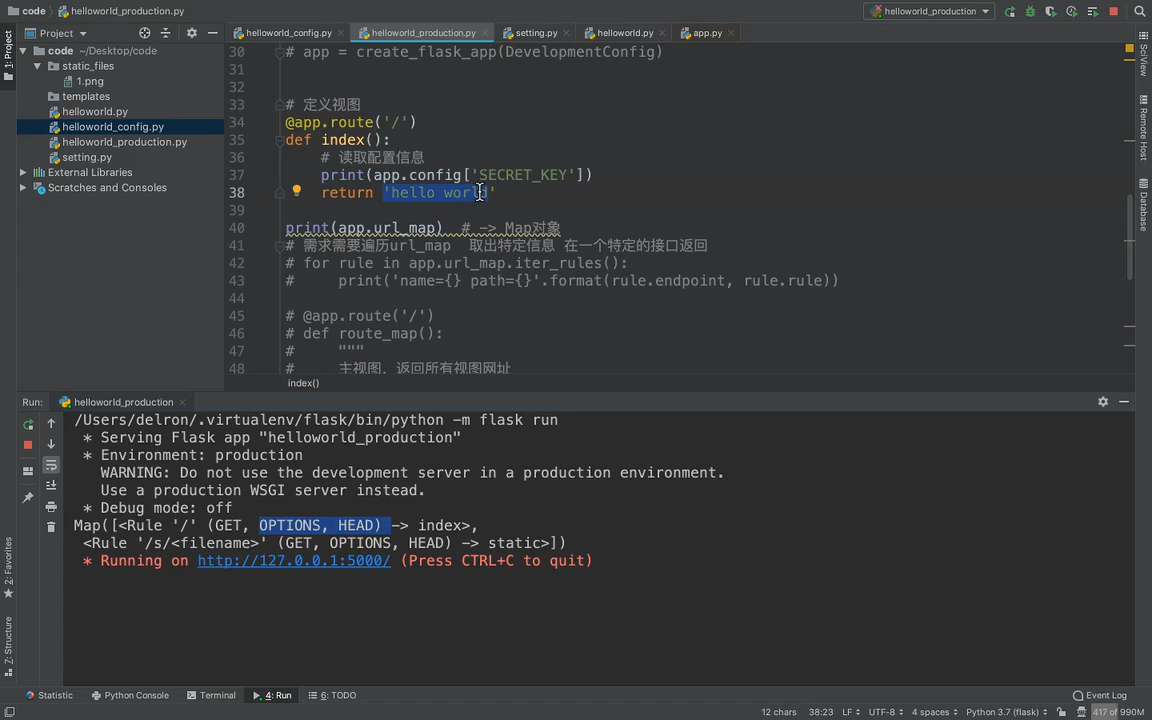 code helloworld_production.py
helloworld_production
Project
helloworld_config.py helloworld_production.py setting.py helloworld.py app.py
code ~/Desktop/code
static_files
1.png
templates
helloworld.py
helloworld_config.py
helloworld_production.py
setting.py
External Libraries
Scratches and Consoles
1: Project
2: Favorites
7: Structure
SciView
Remote Host
Database
30 # app = create_flask_app(DevelopmentConfig)
31
32
33 # 定义视图
34 @app.route('/')
35 def index():
36 # 读取配置信息
37 print(app.config['SECRET_KEY'])
38 return 'hello world'
39
40 print(app.url_map) # -> Map对象
41 # 需求需要遍历url_map 取出特定信息 在一个特定的接口返回
42 # for rule in app.url_map.iter_rules():
43 # print('name={} path={}'.format(rule.endpoint, rule.rule))
44
45 # @app.route('/')
46 # def route_map():
47 # """
48 # 主视图，返回所有视图网址
index()
Run: helloworld_production
/Users/delron/.virtualenv/flask/bin/python -m flask run
* Serving Flask app "helloworld_production"
* Environment: production
WARNING: Do not use the development server in a production environment.
Use a production WSGI server instead.
* Debug mode: off
Map([<Rule '/' (GET, OPTIONS, HEAD) -> index>,
<Rule '/s/<filename>' (GET, OPTIONS, HEAD) -> static>])
* Running on http://127.0.0.1:5000/ (Press CTRL+C to quit)
Statistic Python Console Terminal 4: Run 6: TODO Event Log
12 chars 38:23 LF UTF-8 4 spaces Python 3.7 (flask) 417 of 990M